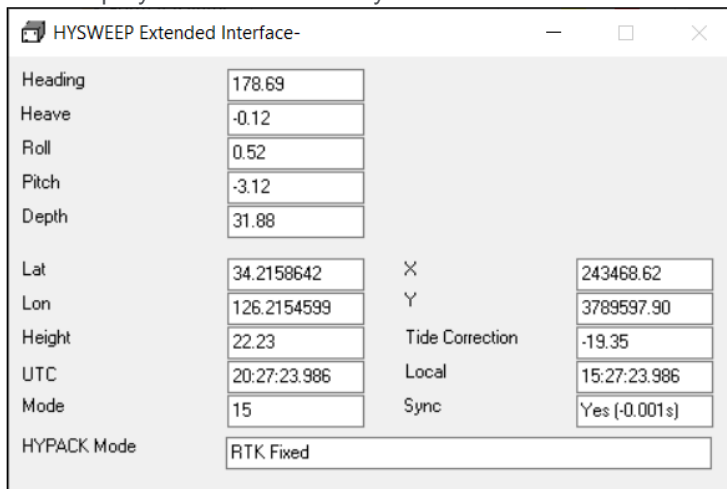 HYSWEEP Extended Interface-
Heading 178.69
Heave -0.12
Roll 0.52
Pitch -3.12
Depth 31.88
Lat 34.2158642 X 243468.62
Lon 126.2154599 Y 3789597.90
Height 22.23 Tide Correction -19.35
UTC 20:27:23.986 Local 15:27:23.986
Mode 15 Sync Yes (-0.001s)
HYPACK Mode RTK Fixed